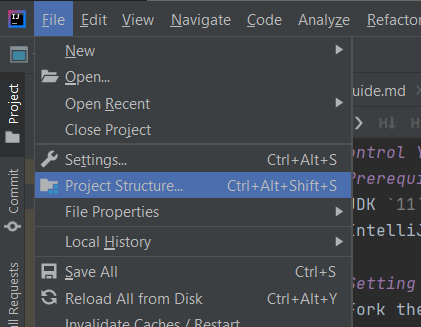 IJ File Edit View Navigate Code Analyze Refactor
New
Open...
Open Recent
Close Project
Settings... Ctrl+Alt+S
Project Structure... Ctrl+Alt+Shift+S
File Properties
Local History
Save All Ctrl+S
Reload All from Disk Ctrl+Alt+Y
Invalidate Caches / Restart
Project
Commit
ll Requests
uide.md
H↓ H
ontrol Y
Prerequi
JDK `11`
IntelliJ
Setting
Fork the